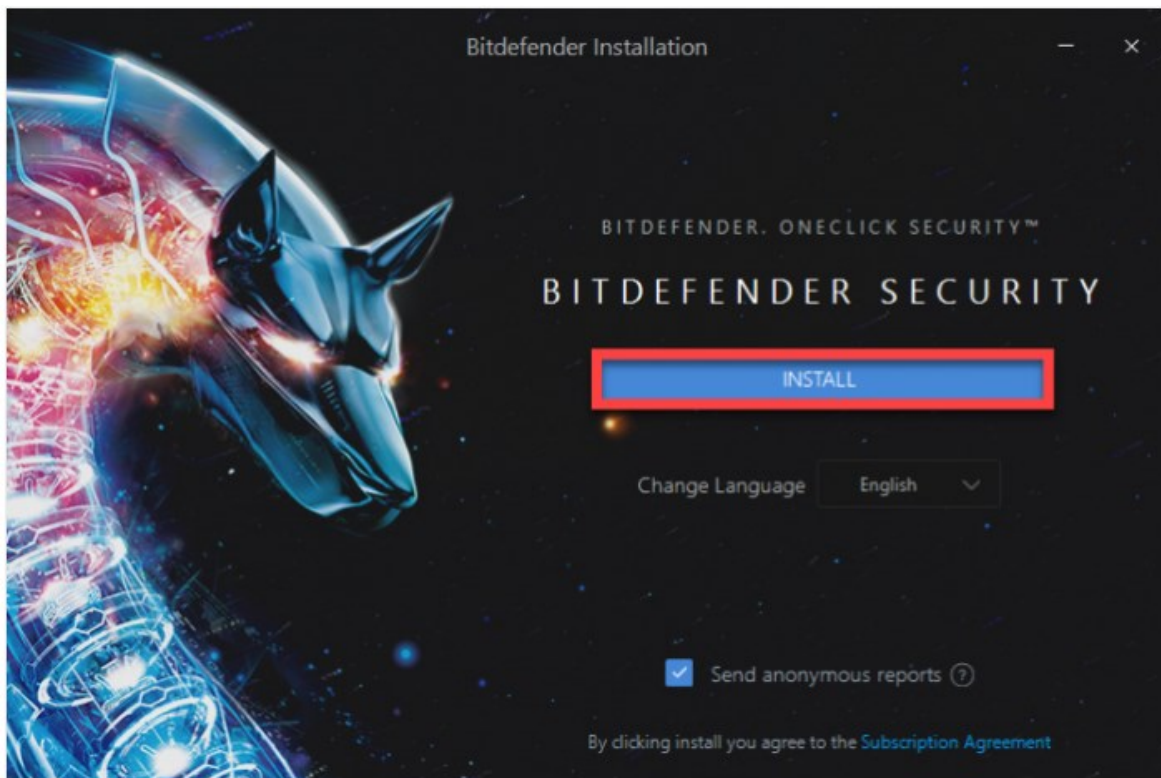 Bitdefender Installation
BITDEFENDER. ONECLICK SECURITY™
BITDEFENDER SECURITY
INSTALL
Change Language English
Send anonymous reports ?
By clicking install you agree to the Subscription Agreement